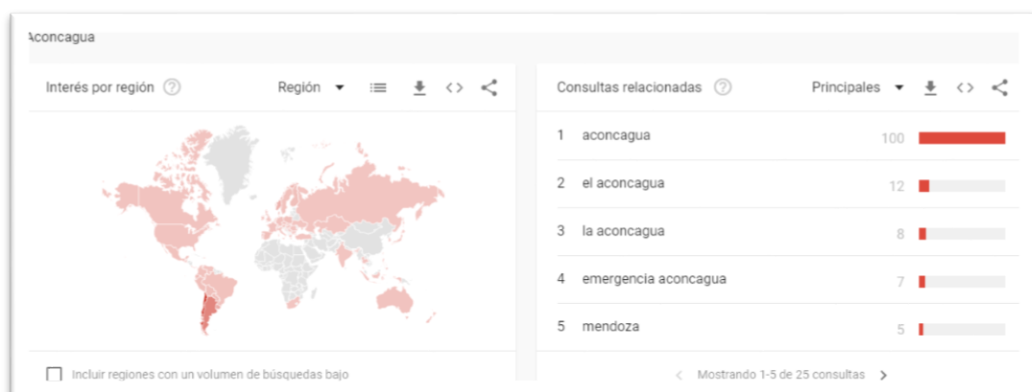 Aconcagua
Interés por región
Región
Consultas relacionadas
Principales
1 aconcagua 100
2 el aconcagua 12
3 la aconcagua 8
4 emergencia aconcagua 7
5 mendoza 5
Incluir regiones con un volumen de búsquedas bajo
Mostrando 1-5 de 25 consultas